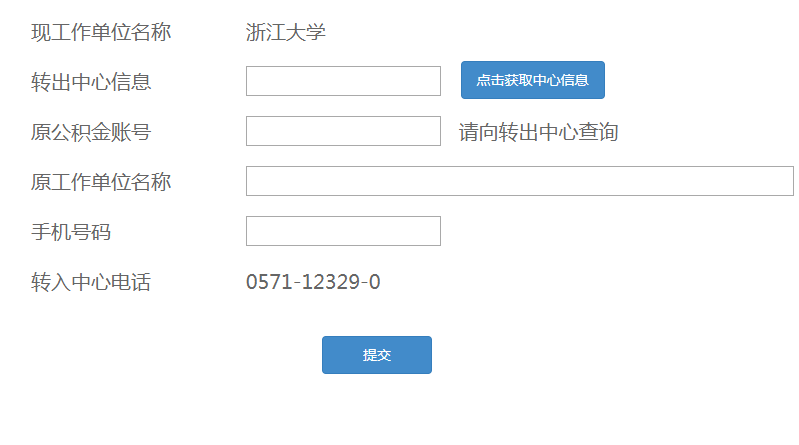 现工作单位名称 浙江大学
转出中心信息 点击获取中心信息
原公积金账号 请向转出中心查询
原工作单位名称
手机号码
转入中心电话 0571-12329-0
提交